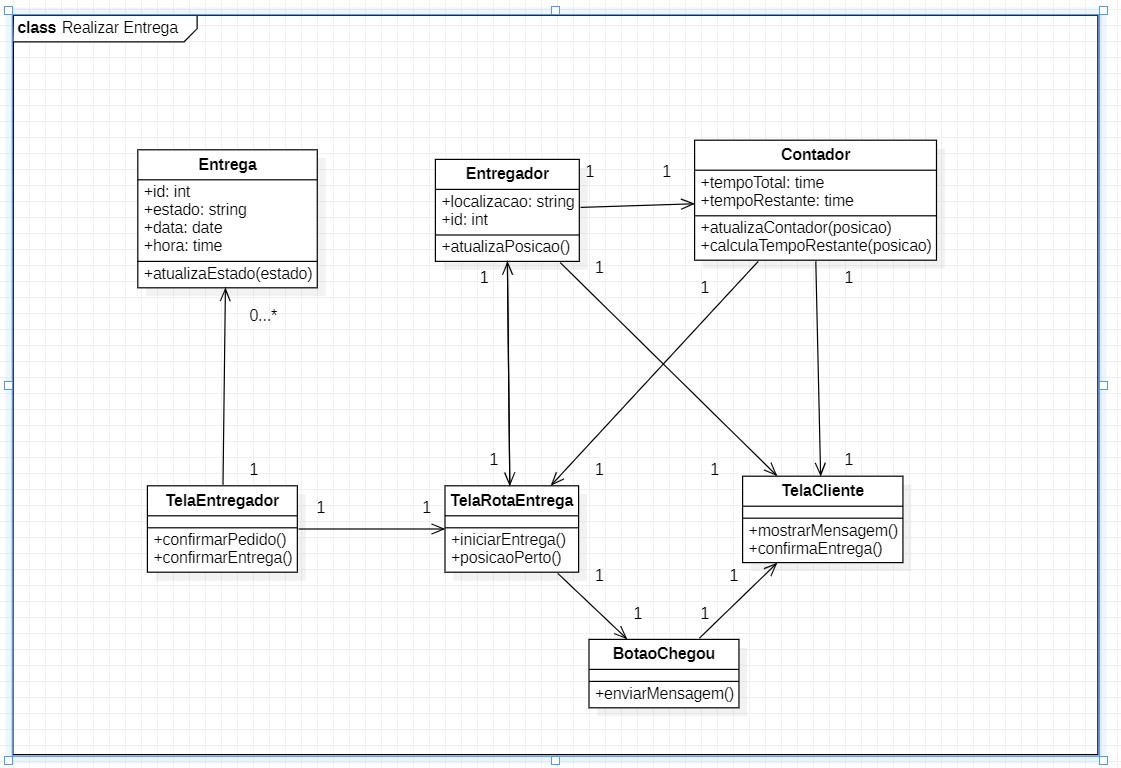 class Realizar Entrega
Entrega
+id: int
+estado: string
+data: date
+hora: time
+atualizaEstado(estado)
0...*
1
Entregador
+localizacao: string
+id: int
+atualizaPosicao()
1
1
Contador
+tempoTotal: time
+tempoRestante: time
+atualizaContador(posicao)
+calculaTempoRestante(posicao)
1
1
1
1
1
1
1
1
TelaEntregador
+confirmarPedido()
+confirmarEntrega()
1
1
TelaRotaEntrega
+iniciarEntrega()
+posicaoPerto()
TelaCliente
+mostrarMensagem()
+confirmaEntrega()
1
1
1
1
BotaoChegou
+enviarMensagem()